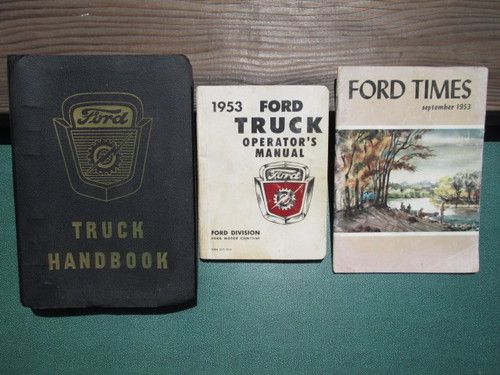 Ford
TRUCK
HANDBOOK
1953 FORD
TRUCK
OPERATOR'S
MANUAL
Ford
FORD DIVISION
FORD MOTOR COMPANY
FORD TIMES
september 1953